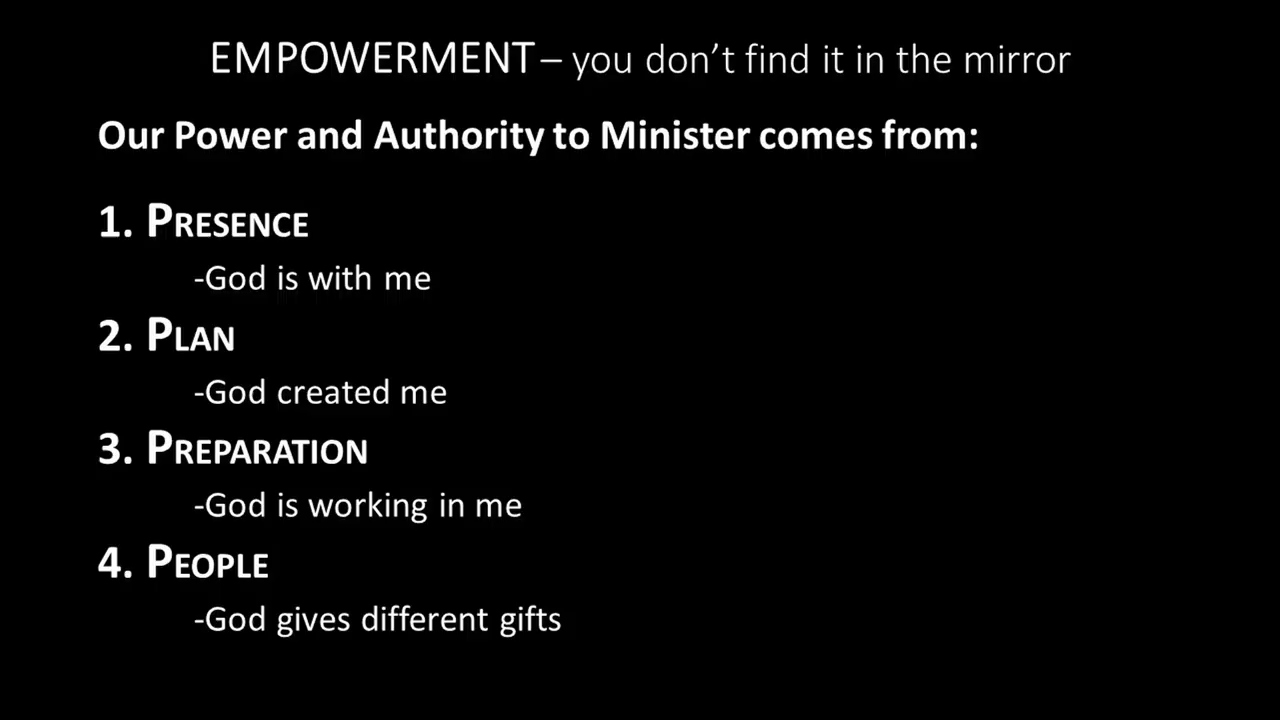 EMPOWERMENT – you don’t find it in the mirror
Our Power and Authority to Minister comes from:
1. PRESENCE
-God is with me
2. PLAN
-God created me
3. PREPARATION
-God is working in me
4. PEOPLE
-God gives different gifts